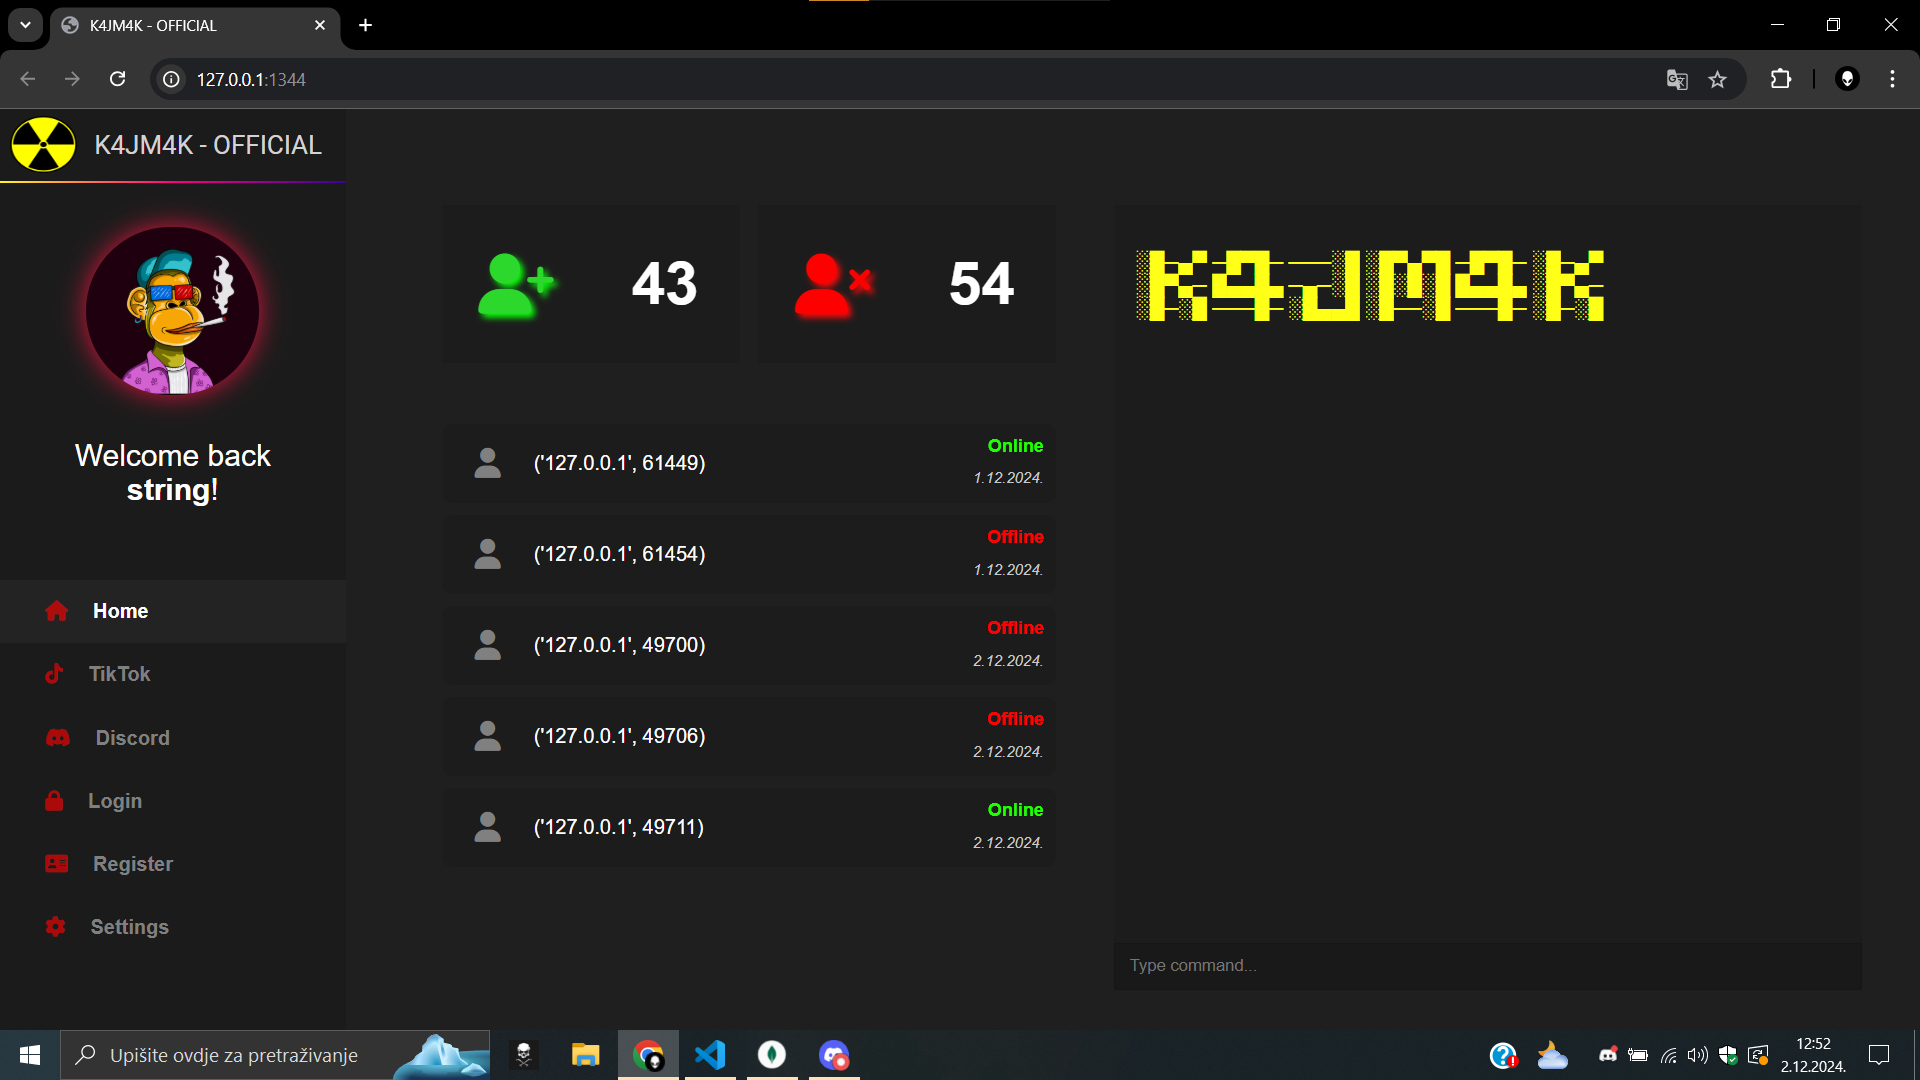 K4JM4K - OFFICIAL
127.0.0.1:1344
K4JM4K - OFFICIAL
Welcome back
string!
Home
TikTok
Discord
Login
Register
Settings
43
54
('127.0.0.1', 61449)
Online
1.12.2024.
('127.0.0.1', 61454)
Offline
1.12.2024.
('127.0.0.1', 49700)
Offline
2.12.2024.
('127.0.0.1', 49706)
Offline
2.12.2024.
('127.0.0.1', 49711)
Online
2.12.2024.
K4JM4K
Type command...
Upišite ovdje za pretraživanje
12:52
2.12.2024.